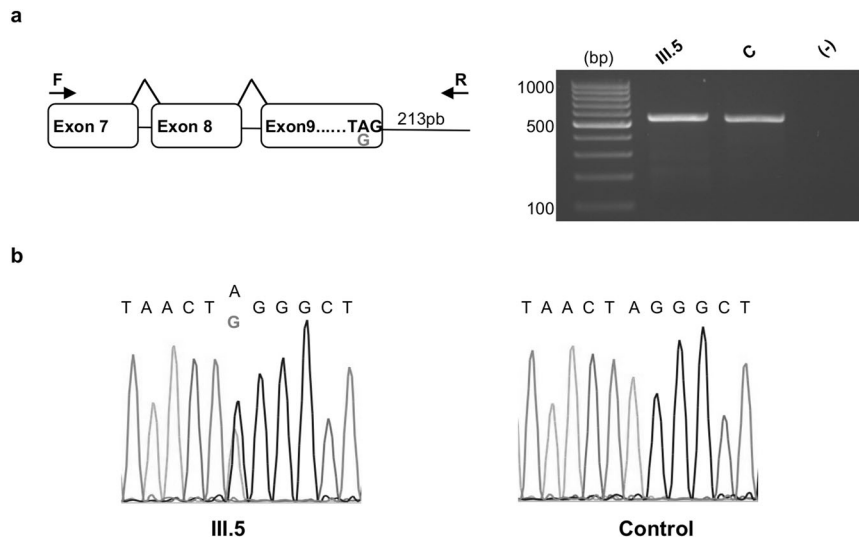 a
F
R
Exon 7
Exon 8
Exon9......TAG
G
213pb
(bp)
III.5
C
(-)
1000
500
100
b
A
T A A C T G G G C T
G
T A A C T A G G G C T
III.5
Control